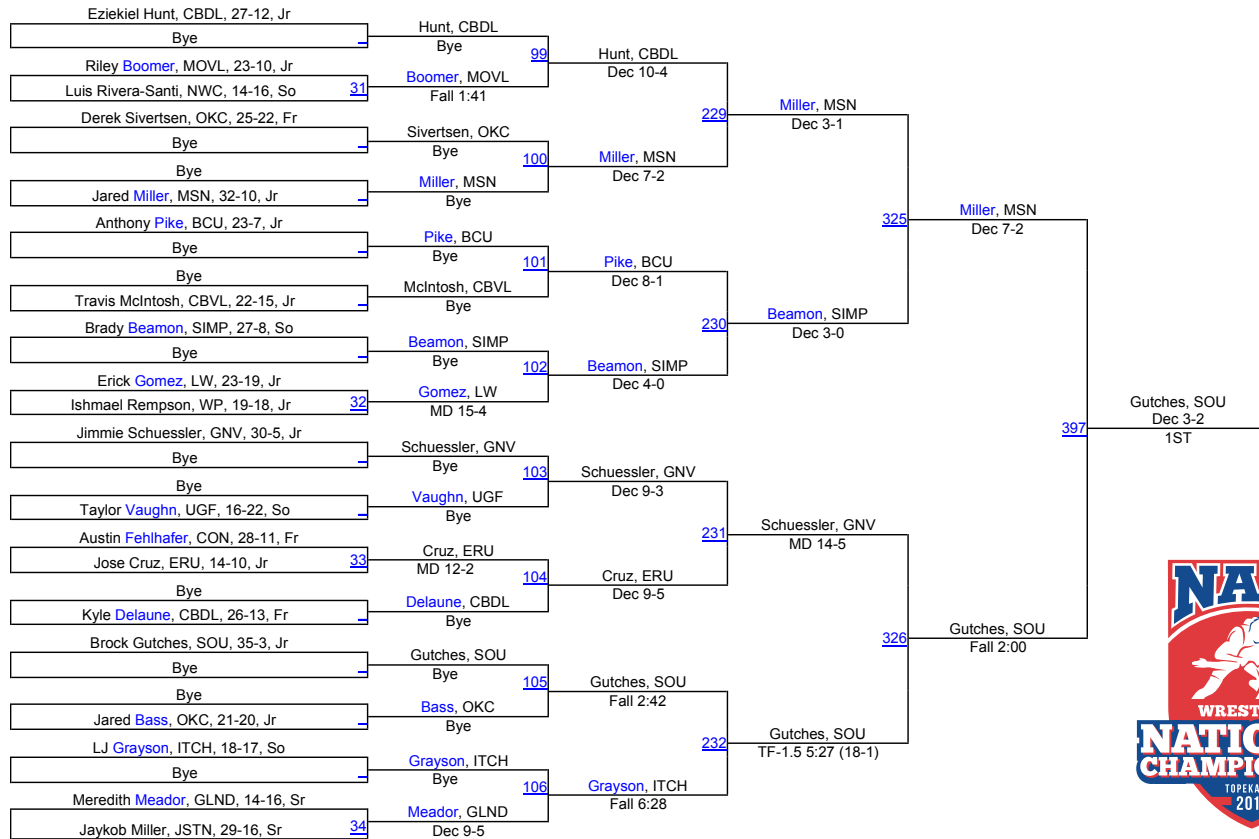 Eziekiel Hunt, CBDL, 27-12, Jr
Bye
Riley Boomer, MOVL, 23-10, Jr
Luis Rivera-Santi, NWC, 14-16, So
31
Derek Sivertsen, OKC, 25-22, Fr
Bye
Bye
Jared Miller, MSN, 32-10, Jr
Anthony Pike, BCU, 23-7, Jr
Bye
Bye
Travis McIntosh, CBVL, 22-15, Jr
Brady Beamon, SIMP, 27-8, So
Bye
Erick Gomez, LW, 23-19, Jr
Ishmael Rempson, WP, 19-18, Jr
32
Jimmie Schuessler, GNV, 30-5, Jr
Bye
Bye
Taylor Vaughn, UGF, 16-22, So
Austin Fehlhafer, CON, 28-11, Fr
Jose Cruz, ERU, 14-10, Jr
33
Bye
Kyle Delaune, CBDL, 26-13, Fr
Brock Gutches, SOU, 35-3, Jr
Bye
Bye
Jared Bass, OKC, 21-20, Jr
LJ Grayson, ITCH, 18-17, So
Bye
Meredith Meador, GLND, 14-16, Sr
Jaykob Miller, JSTN, 29-16, Sr
34
Hunt, CBDL
Bye
99
Boomer, MOVL
Fall 1:41
Sivertsen, OKC
Bye
100
Miller, MSN
Bye
Pike, BCU
Bye
101
McIntosh, CBVL
Bye
Beamon, SIMP
Bye
102
Gomez, LW
MD 15-4
Schuessler, GNV
Bye
103
Vaughn, UGF
Bye
Cruz, ERU
MD 12-2
104
Delaune, CBDL
Bye
Gutches, SOU
Bye
105
Bass, OKC
Bye
Grayson, ITCH
Bye
106
Meador, GLND
Dec 9-5
Hunt, CBDL
Dec 10-4
229
Miller, MSN
Dec 7-2
Pike, BCU
Dec 8-1
230
Beamon, SIMP
Dec 4-0
Schuessler, GNV
Dec 9-3
231
Cruz, ERU
Dec 9-5
Gutches, SOU
Fall 2:42
232
Grayson, ITCH
Fall 6:28
Miller, MSN
Dec 3-1
325
Beamon, SIMP
Dec 3-0
Schuessler, GNV
MD 14-5
326
Gutches, SOU
TF-1.5 5:27 (18-1)
Miller, MSN
Dec 7-2
397
Gutches, SOU
Fall 2:00
Gutches, SOU
Dec 3-2
1ST
NA
WREST
NATIO
CHAMPIO
TOPEKA
201